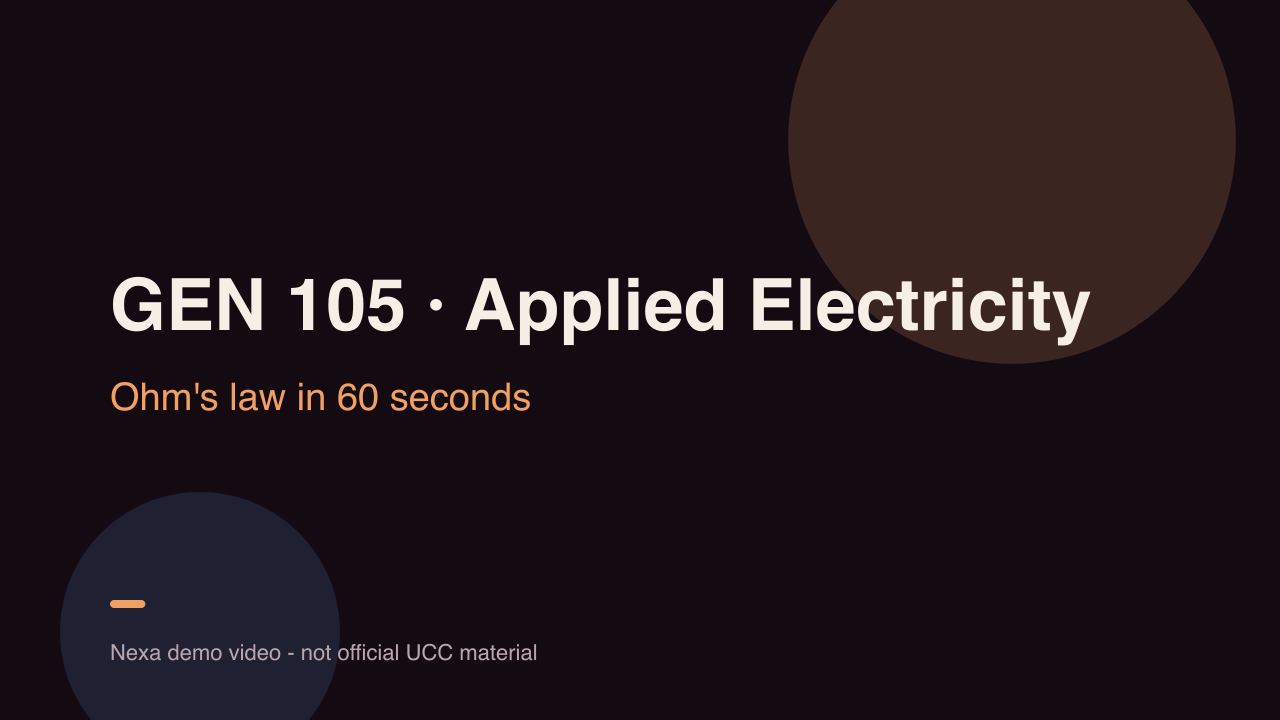 GEN 105 · Applied Electricity
Ohm's law in 60 seconds
Nexa demo video - not official UCC material